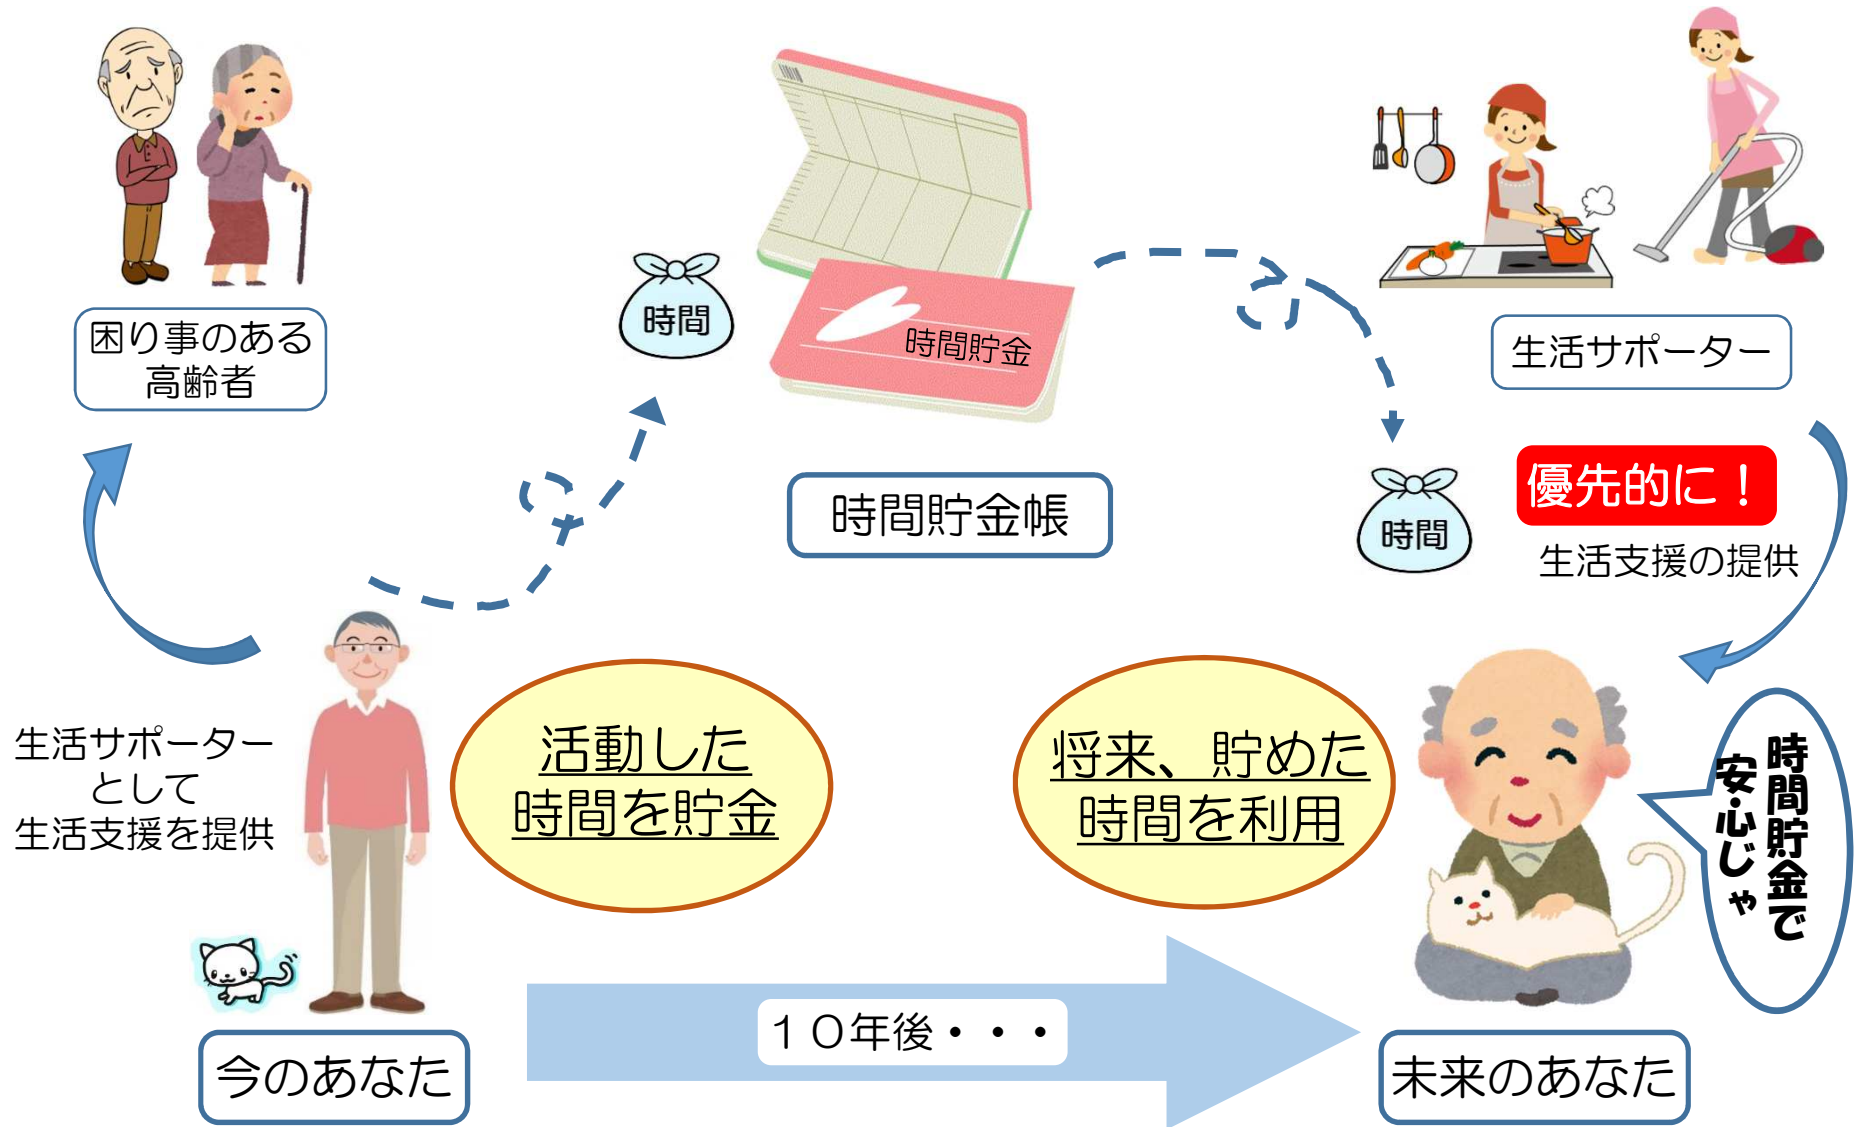 困り事のある
高齢者
時間
時間貯金
時間貯金帳
生活サポーター
優先的に！
生活支援の提供
時間
生活サポーター
として
生活支援を提供
活動した
時間を貯金
将来、貯めた
時間を利用
時間貯金で
安心じゃ
１０年後・・・
今のあなた
未来のあなた